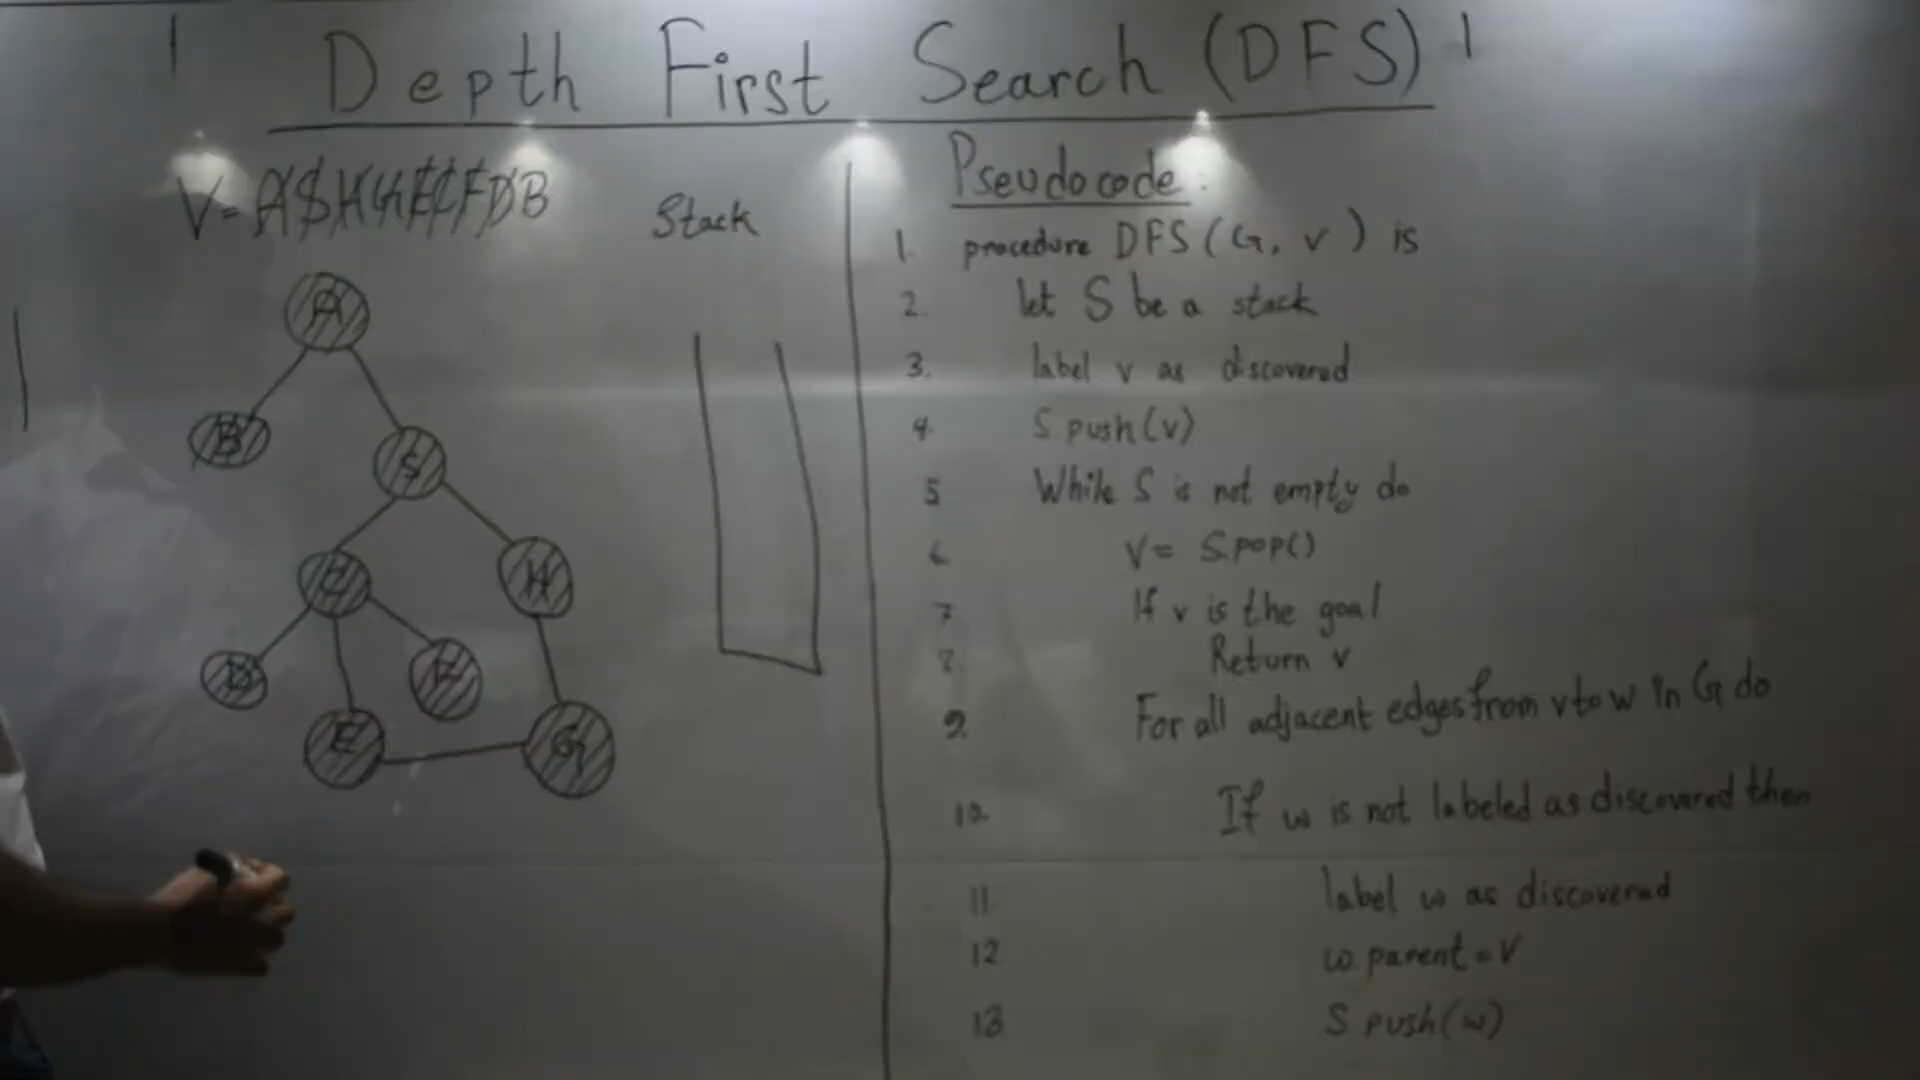 Depth First Search (DFS)
V= A S H G E C F D B
Stack
A
B
S
C
H
D
F
E
G
Pseudocode:
1. procedure DFS (G, v) is
2. let S be a stack
3. label v as discovered
4. S push(v)
5 While S is not empty do
6 V= S.POP()
7 If v is the goal
8. Return v
9. For all adjacent edges from v to w in G do
10. If w is not labeled as discovered then
11. label w as discovered
12 w parent = V
13 S push(w)